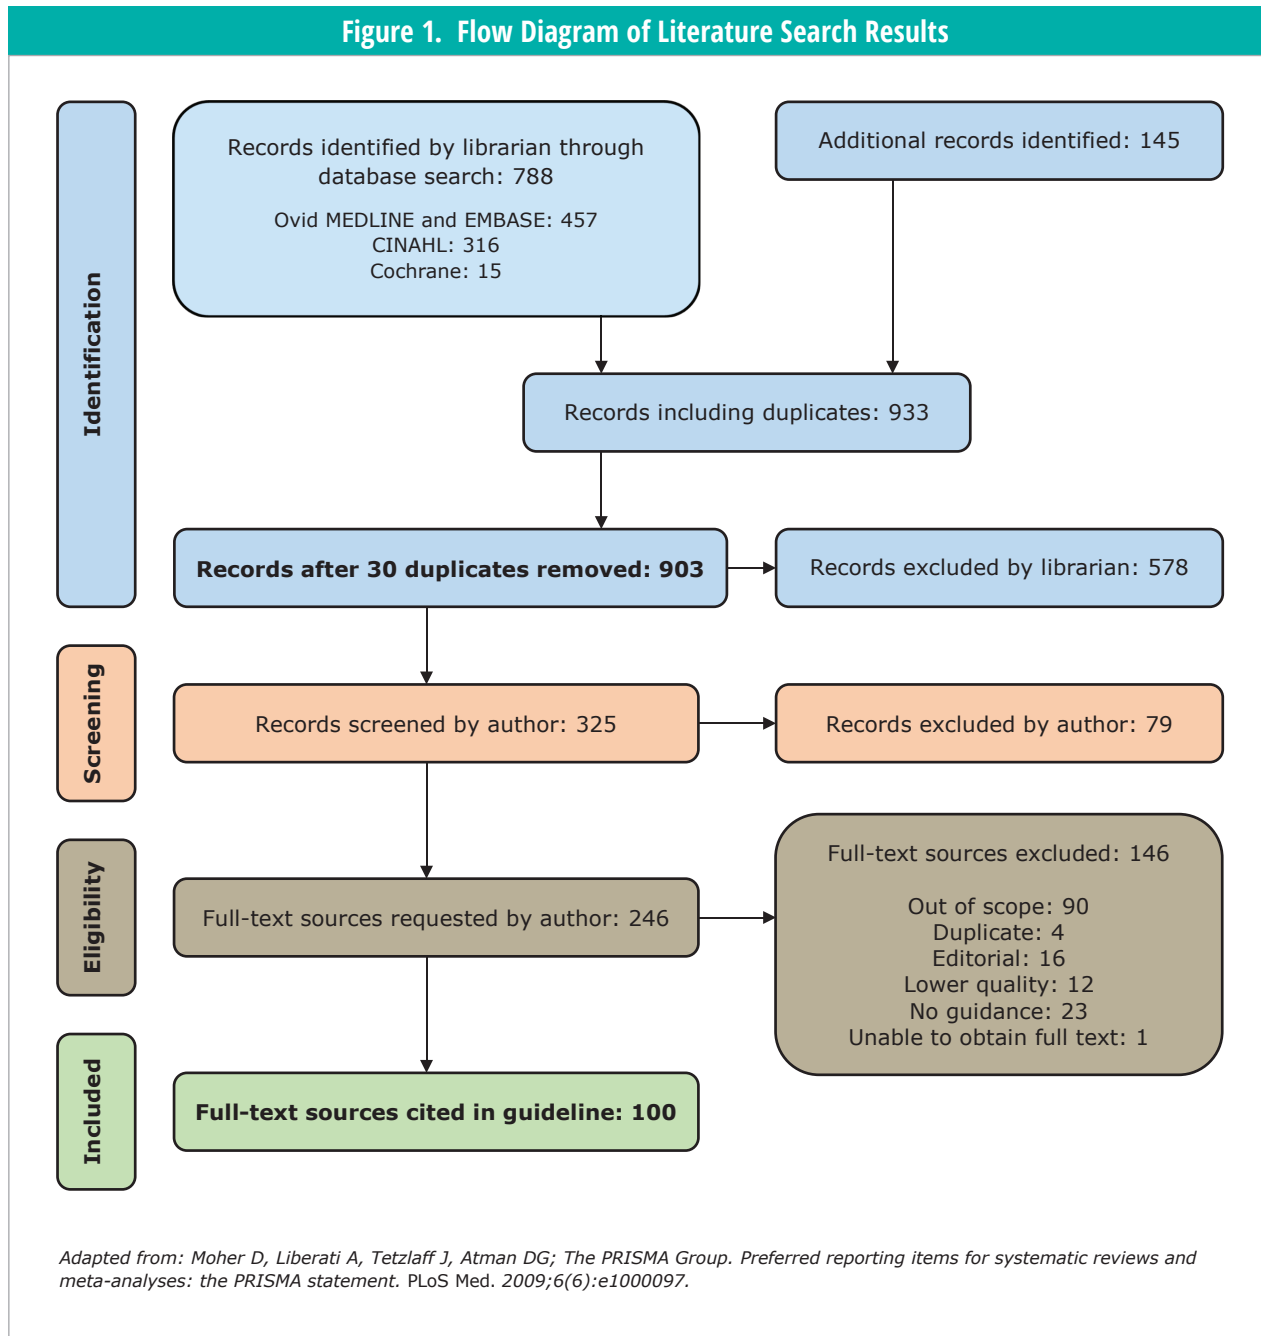 Figure 1.  Flow Diagram of Literature Search Results
Identification
Records identified by librarian through
database search: 788
Ovid MEDLINE and EMBASE: 457
CINAHL: 316
Cochrane: 15
Additional records identified: 145
Records including duplicates: 933
Records after 30 duplicates removed: 903
Records excluded by librarian: 578
Screening
Records screened by author: 325
Records excluded by author: 79
Eligibility
Full-text sources requested by author: 246
Full-text sources excluded: 146
Out of scope: 90
Duplicate: 4
Editorial: 16
Lower quality: 12
No guidance: 23
Unable to obtain full text: 1
Included
Full-text sources cited in guideline: 100
Adapted from: Moher D, Liberati A, Tetzlaff J, Atman DG; The PRISMA Group. Preferred reporting items for systematic reviews and
meta-analyses: the PRISMA statement. PLoS Med. 2009;6(6):e1000097.